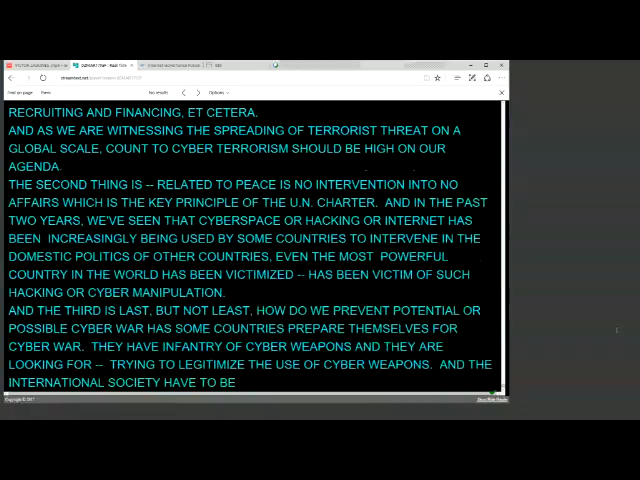 streamtext.net
Find on page
No results
Options
RECRUITING AND FINANCING, ET CETERA.
AND AS WE ARE WITNESSING THE SPREADING OF TERRORIST THREAT ON A
GLOBAL SCALE, COUNT TO CYBER TERRORISM SHOULD BE HIGH ON OUR
AGENDA.
THE SECOND THING IS -- RELATED TO PEACE IS NO INTERVENTION INTO NO
AFFAIRS WHICH IS THE KEY PRINCIPLE OF THE U.N. CHARTER. AND IN THE PAST
TWO YEARS, WE'VE SEEN THAT CYBERSPACE OR HACKING OR INTERNET HAS
BEEN INCREASINGLY BEING USED BY SOME COUNTRIES TO INTERVENE IN THE
DOMESTIC POLITICS OF OTHER COUNTRIES, EVEN THE MOST POWERFUL
COUNTRY IN THE WORLD HAS BEEN VICTIMIZED -- HAS BEEN VICTIM OF SUCH
HACKING OR CYBER MANIPULATION.
AND THE THIRD IS LAST, BUT NOT LEAST, HOW DO WE PREVENT POTENTIAL OR
POSSIBLE CYBER WAR HAS SOME COUNTRIES PREPARE THEMSELVES FOR
CYBER WAR. THEY HAVE INFANTRY OF CYBER WEAPONS AND THEY ARE
LOOKING FOR -- TRYING TO LEGITIMIZE THE USE OF CYBER WEAPONS. AND THE
INTERNATIONAL SOCIETY HAVE TO BE